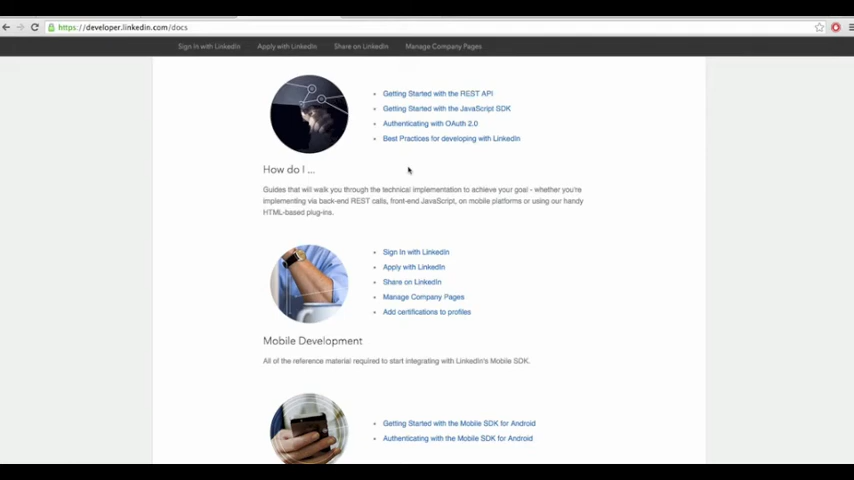 https://developer.linkedin.com/docs
Sign In with LinkedIn Apply with LinkedIn Share on LinkedIn Manage Company Pages
Getting Started with the REST API
Getting Started with the JavaScript SDK
Authenticating with OAuth 2.0
Best Practices for developing with LinkedIn
How do I ...
Guides that will walk you through the technical implementation to achieve your goal - whether you're
implementing via back-end REST calls, front-end JavaScript, on mobile platforms or using our handy
HTML-based plug-ins.
Sign In with LinkedIn
Apply with LinkedIn
Share on LinkedIn
Manage Company Pages
Add certifications to profiles
Mobile Development
All of the reference material required to start integrating with LinkedIn's Mobile SDK.
Getting Started with the Mobile SDK for Android
Authenticating with the Mobile SDK for Android